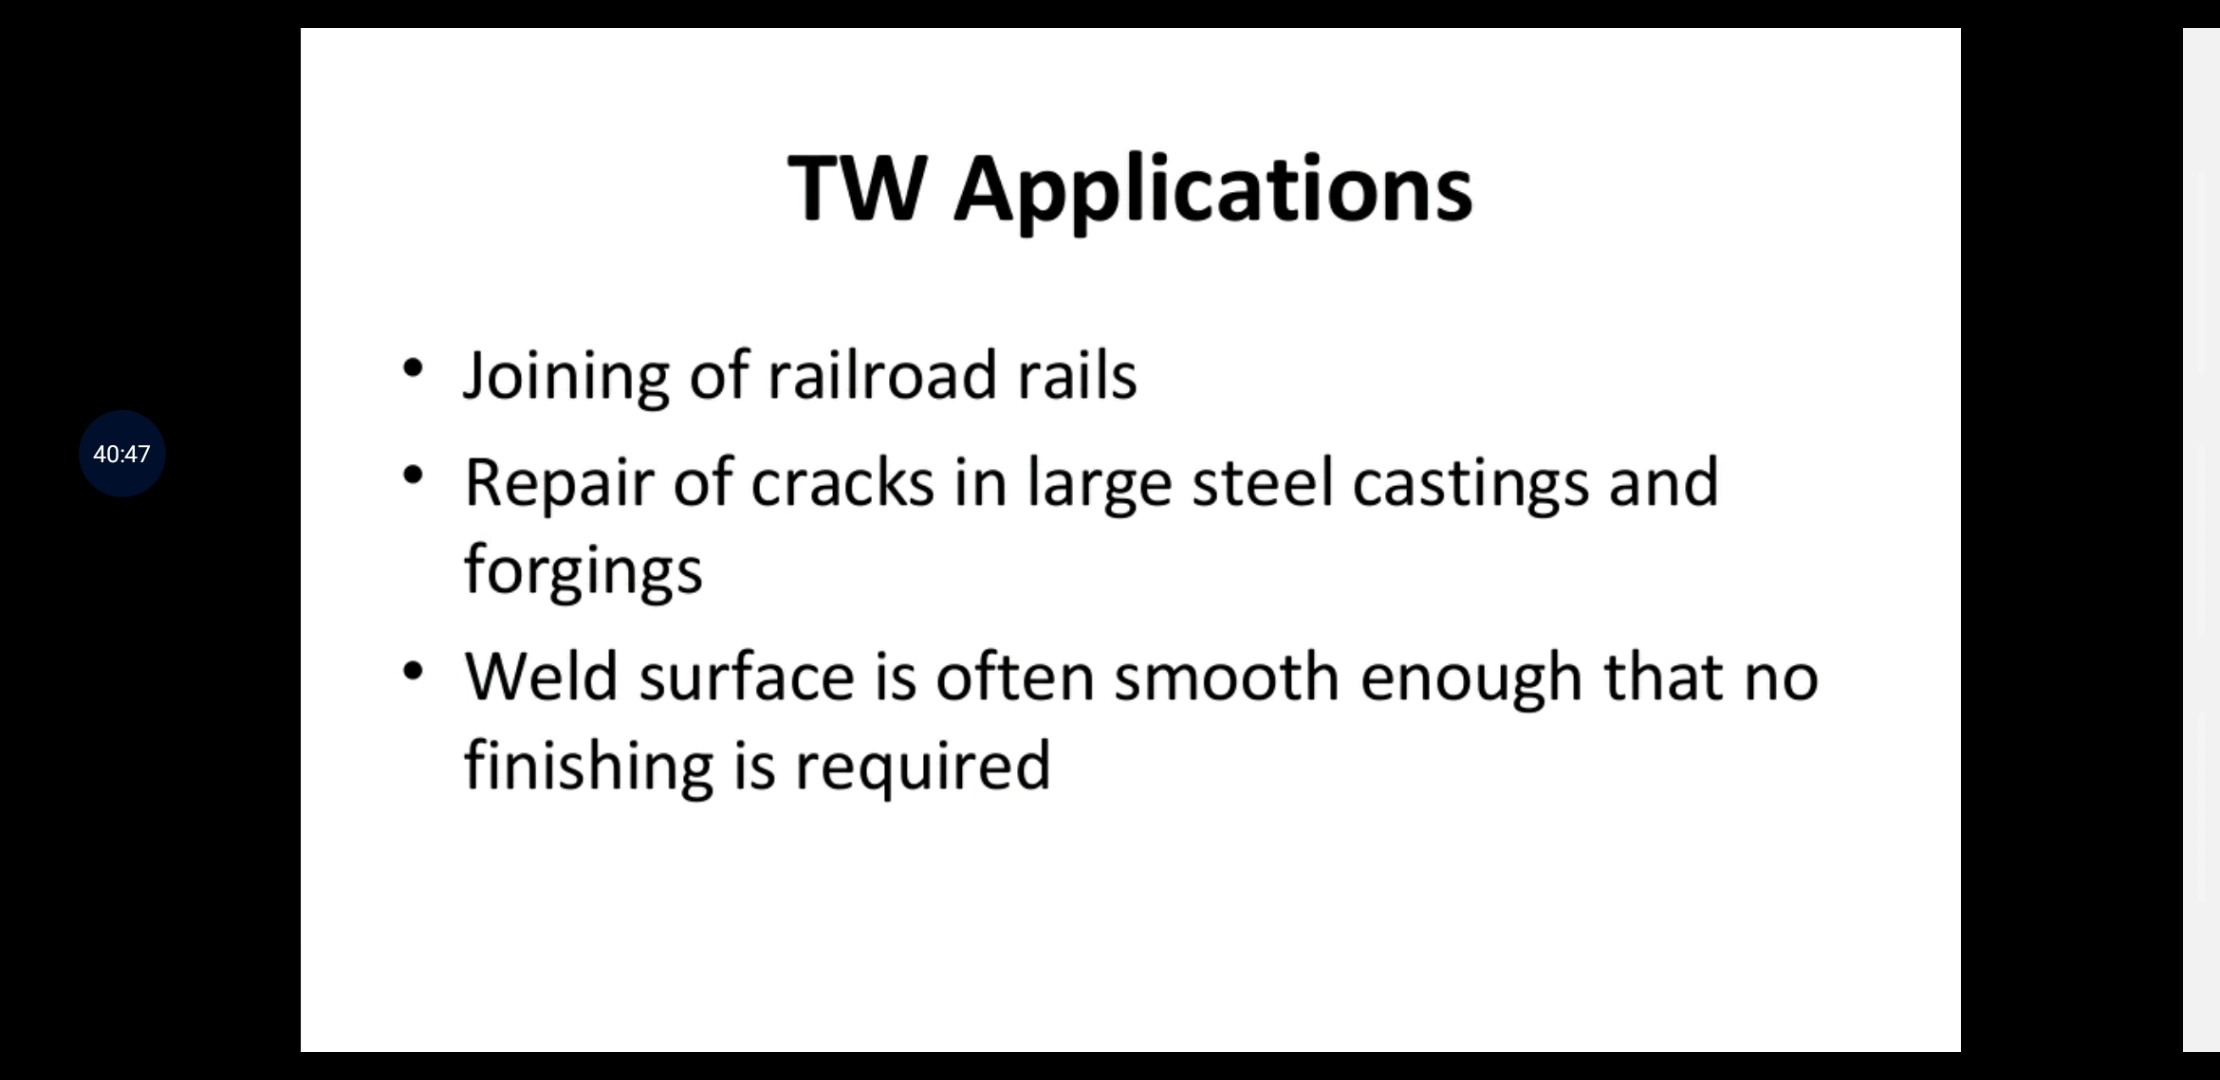 TW Applications
40:47
• Joining of railroad rails
• Repair of cracks in large steel castings and
forgings
• Weld surface is often smooth enough that no
finishing is required